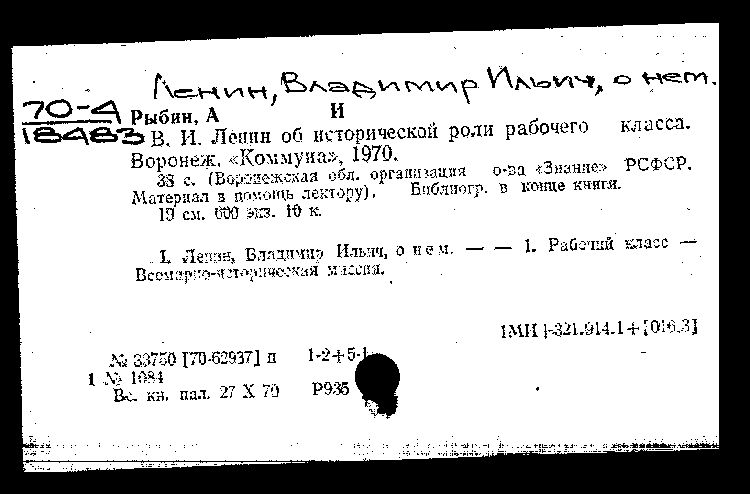 Ленин, Владимир Ильич, о нем.
70-4
18483
Рыбин, А И
В. И. Ленин об исторической роли рабочего класса.
Воронеж. «Коммуна», 1970.
38 с. (Воронежская обл. организация о-ва «Знание» РСФСР.
Материал в помощь лектору). Библиогр. в конце книги.
19 см. 600 экз. 10 к.
1. Ленин, Владимир Ильич, о нем. — — 1. Рабочий класс —
Всемирно-историческая миссия.
1МИ]-321.914.1+[016.3]
№ 33750 [70-62937] п 1-2+5-1
1 № 1084
Вс. кн. пал. 27 X 70 Р935